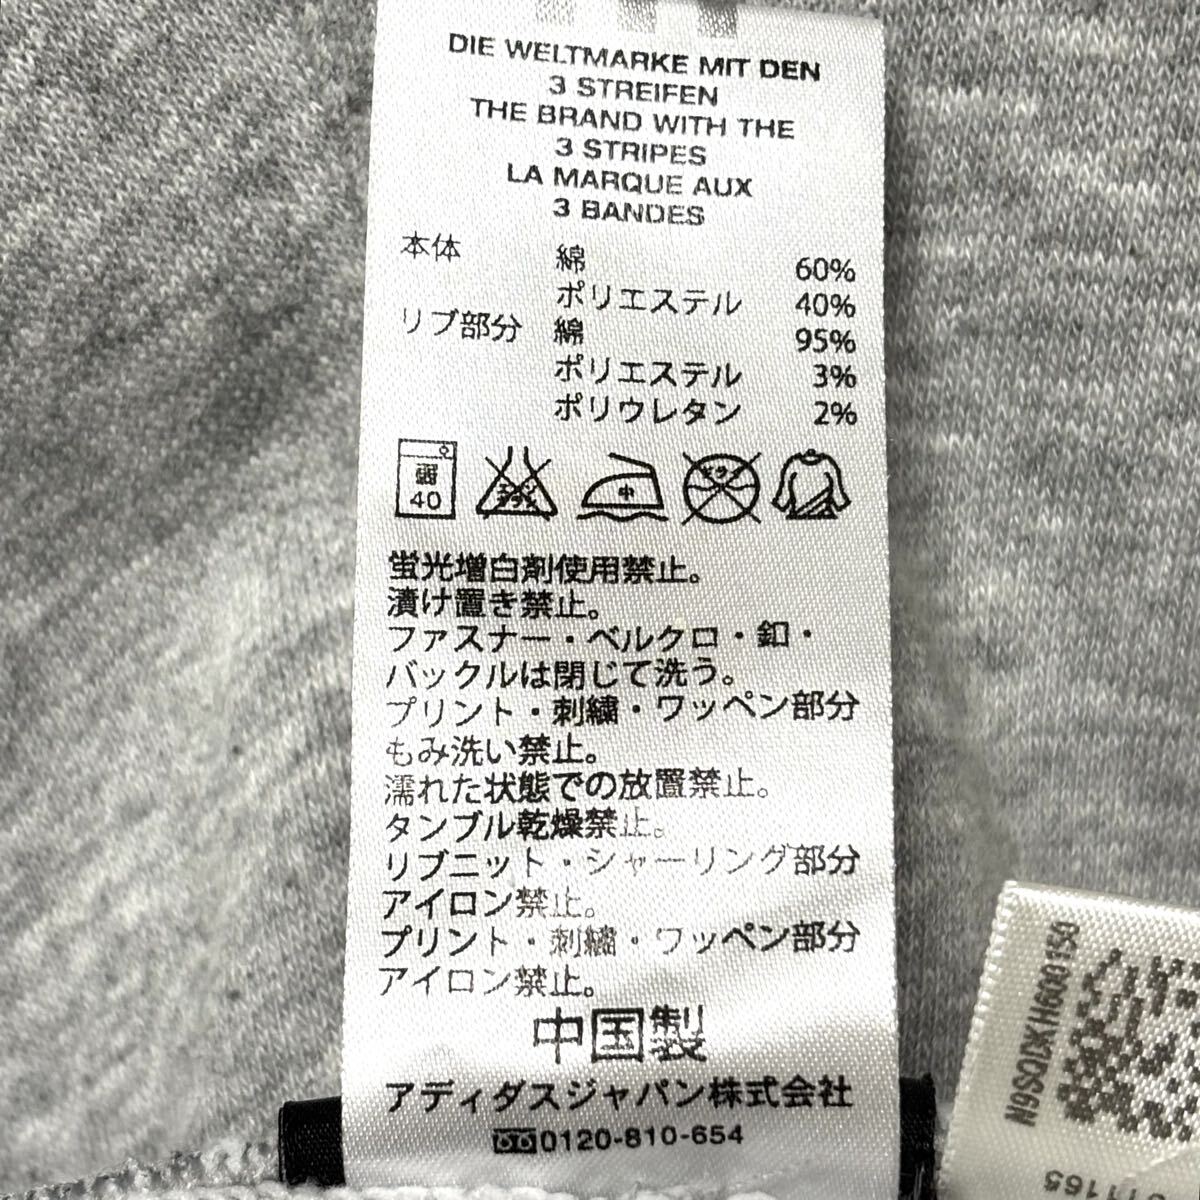 DIE WELTMARKE MIT DEN
3 STREIFEN
THE BRAND WITH THE
3 STRIPES
LA MARQUE AUX
3 BANDES
本体 綿 60%
ポリエステル 40%
リブ部分 綿 95%
ポリエステル 3%
ポリウレタン 2%
弱 40 中
蛍光増白剤使用禁止。
漬け置き禁止。
ファスナー・ベルクロ・釦・
バックルは閉じて洗う。
プリント・刺繍・ワッペン部分
もみ洗い禁止。
濡れた状態での放置禁止。
タンブル乾燥禁止。
リブニット・シャーリング部分
アイロン禁止。
プリント・刺繍・ワッペン部分
アイロン禁止。
中国製
アディダスジャパン株式会社
0120-810-654